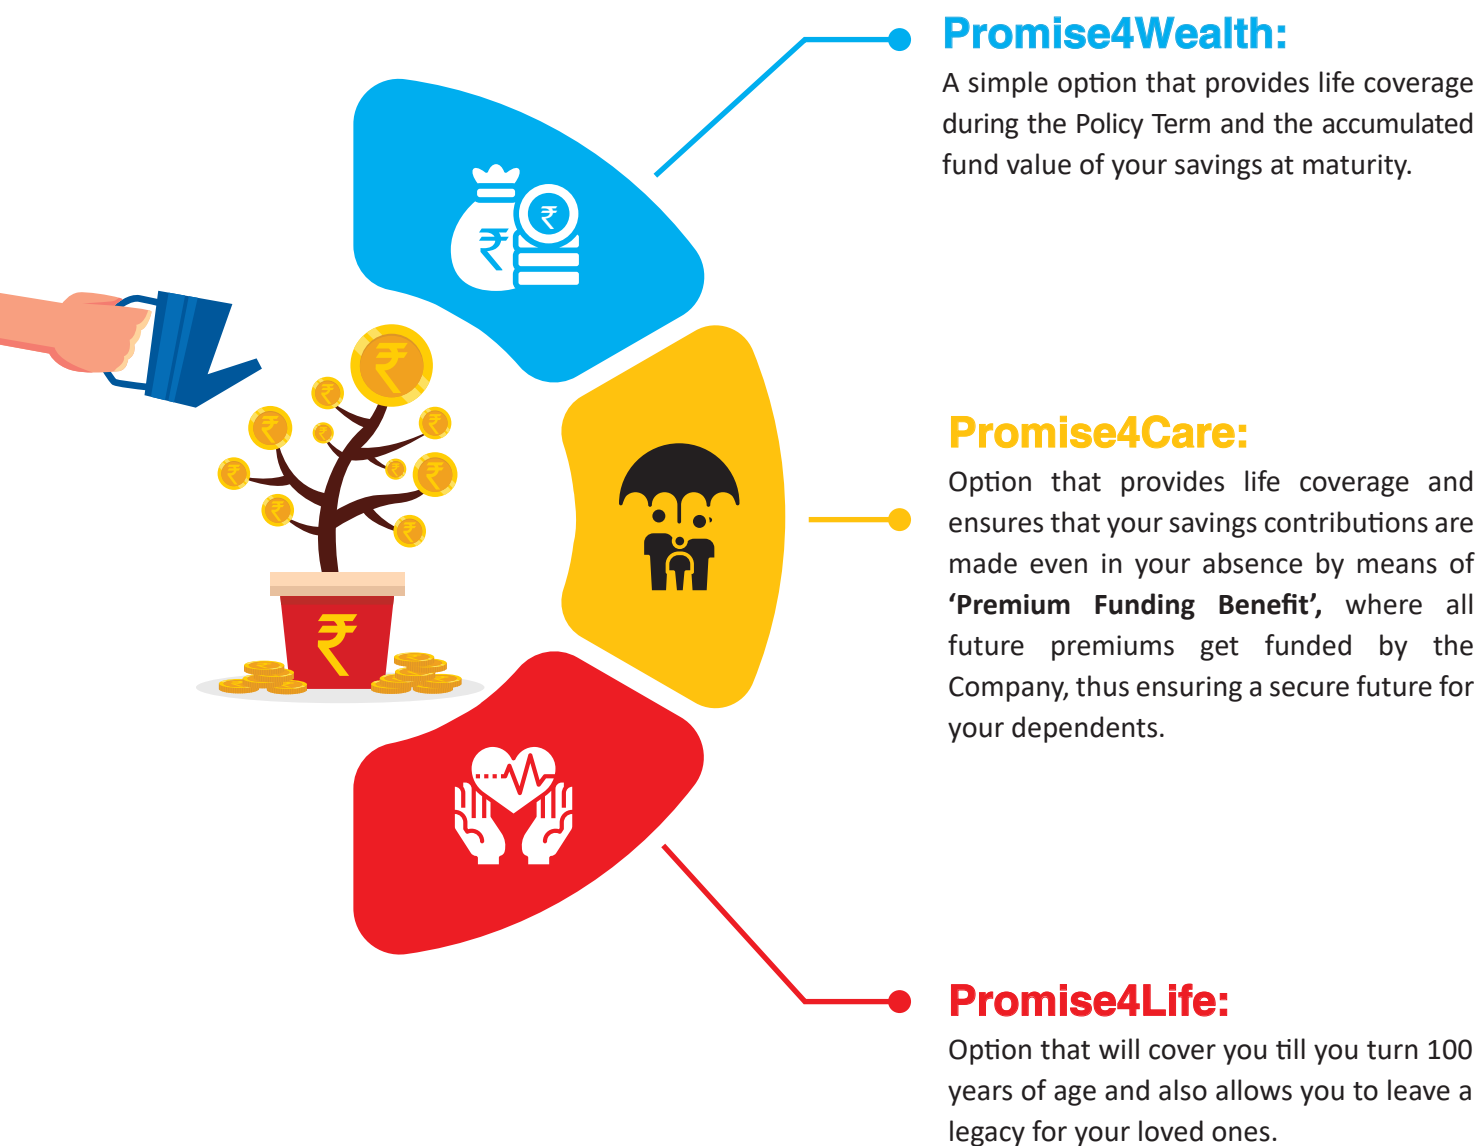 Promise4Wealth:
A simple option that provides life coverage
during the Policy Term and the accumulated
fund value of your savings at maturity.
Promise4Care:
Option that provides life coverage and
ensures that your savings contributions are
made even in your absence by means of
‘Premium Funding Benefit’, where all
future premiums get funded by the
Company, thus ensuring a secure future for
your dependents.
Promise4Life:
Option that will cover you till you turn 100
years of age and also allows you to leave a
legacy for your loved ones.